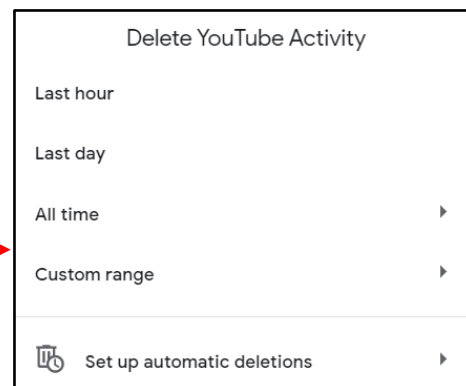 Delete YouTube Activity
Last hour
Last day
All time
Custom range
Set up automatic deletions